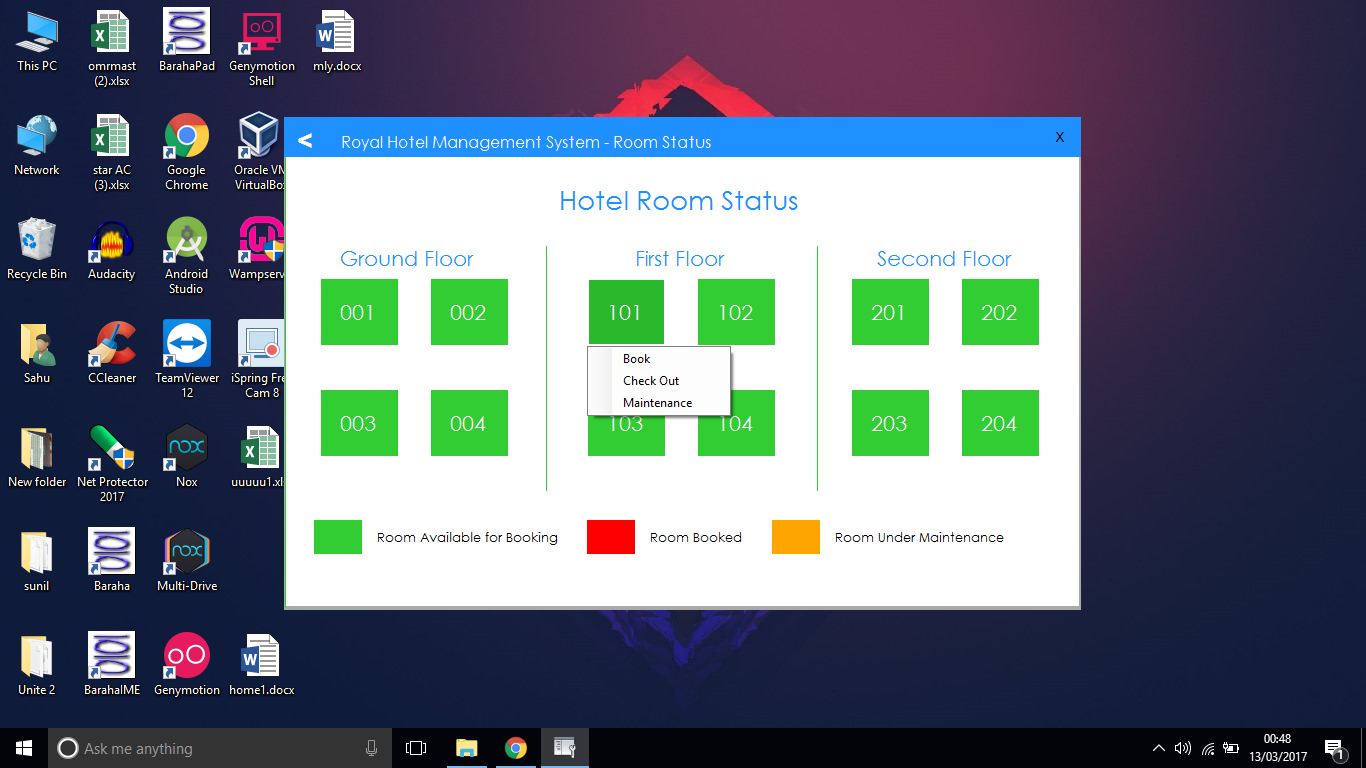 This PC
omrmast
(2).xlsx
BarahaPad
Genymotion
Shell
mly.docx
Network
star AC
(3).xlsx
Google
Chrome
Oracle VM
VirtualBox
Recycle Bin
Audacity
Android
Studio
Wampserv
Sahu
CCleaner
TeamViewer
12
iSpring Fre
Cam 8
New folder
Net Protector
2017
Nox
uuuuu1.xl
sunil
Baraha
Multi-Drive
Unite 2
BarahaIME
Genymotion
home1.docx
< Royal Hotel Management System - Room Status X
Hotel Room Status
Ground Floor
001 002
003 004
First Floor
101 102
Book
Check Out
Maintenance
103 104
Second Floor
201 202
203 204
Room Available for Booking Room Booked Room Under Maintenance
Ask me anything
00:48
13/03/2017
1